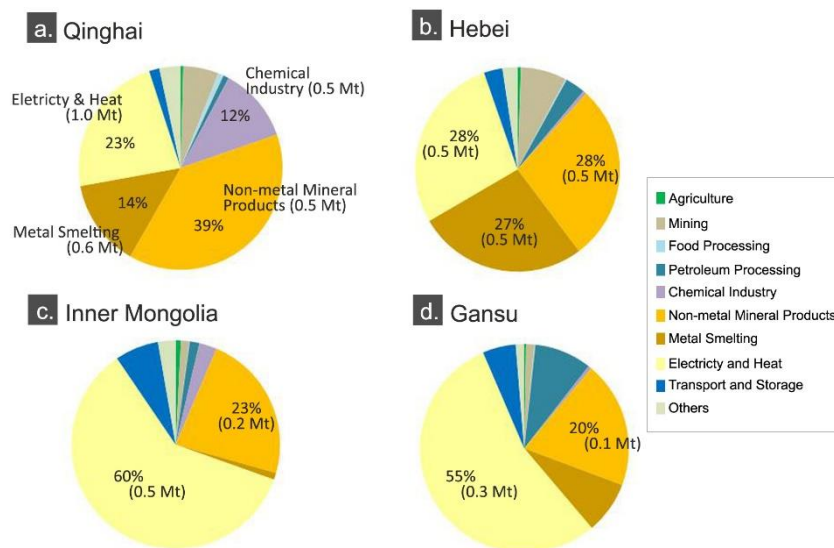 a. Qinghai
Chemical
Industry (0.5 Mt)
Eletricty & Heat
(1.0 Mt)
12%
23%
Non-metal Mineral
Products (0.5 Mt)
14%
Metal Smelting
(0.6 Mt)
39%
b. Hebei
28%
(0.5 Mt)
28%
(0.5 Mt)
27%
(0.5 Mt)
c. Inner Mongolia
23%
(0.2 Mt)
60%
(0.5 Mt)
d. Gansu
20%
(0.1 Mt)
55%
(0.3 Mt)
Agriculture
Mining
Food Processing
Petroleum Processing
Chemical Industry
Non-metal Mineral Products
Metal Smelting
Electricty and Heat
Transport and Storage
Others